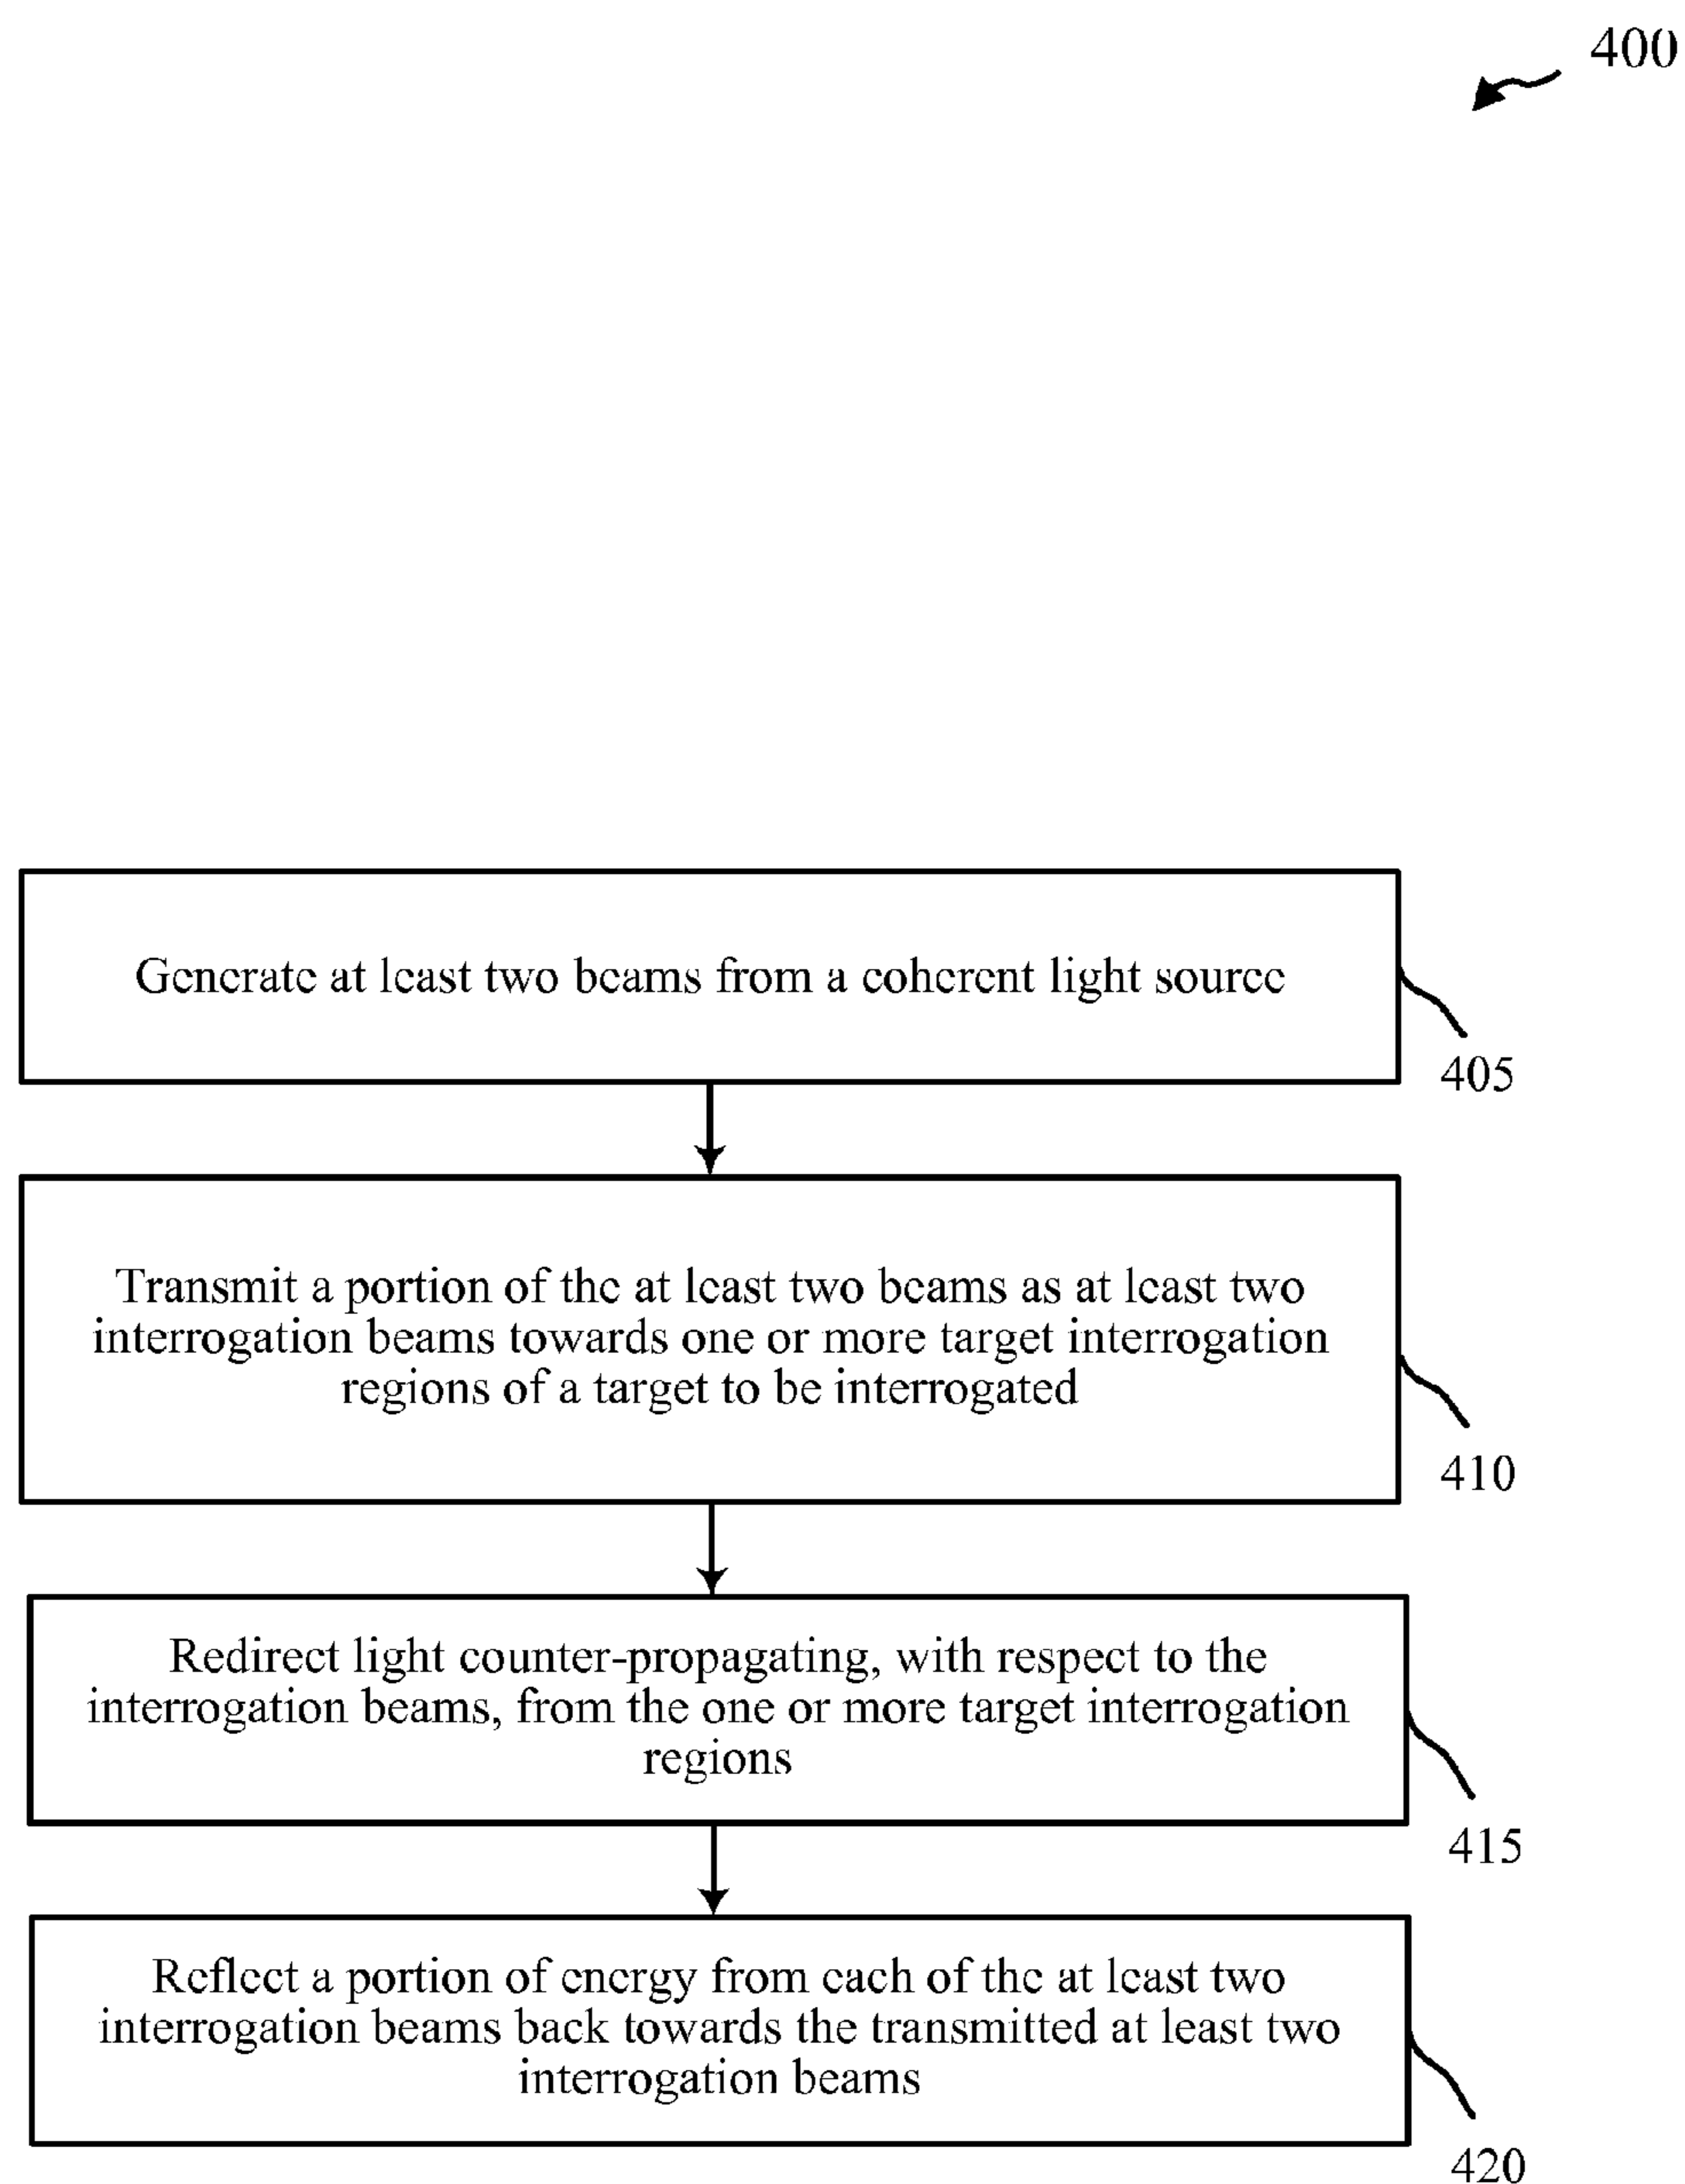 400
Generate at least two beams from a coherent light source
405
Transmit a portion of the at least two beams as at least two
interrogation beams towards one or more target interrogation
regions of a target to be interrogated
410
Redirect light counter-propagating, with respect to the
interrogation beams, from the one or more target interrogation
regions
415
Reflect a portion of energy from each of the at least two
interrogation beams back towards the transmitted at least two
interrogation beams
420